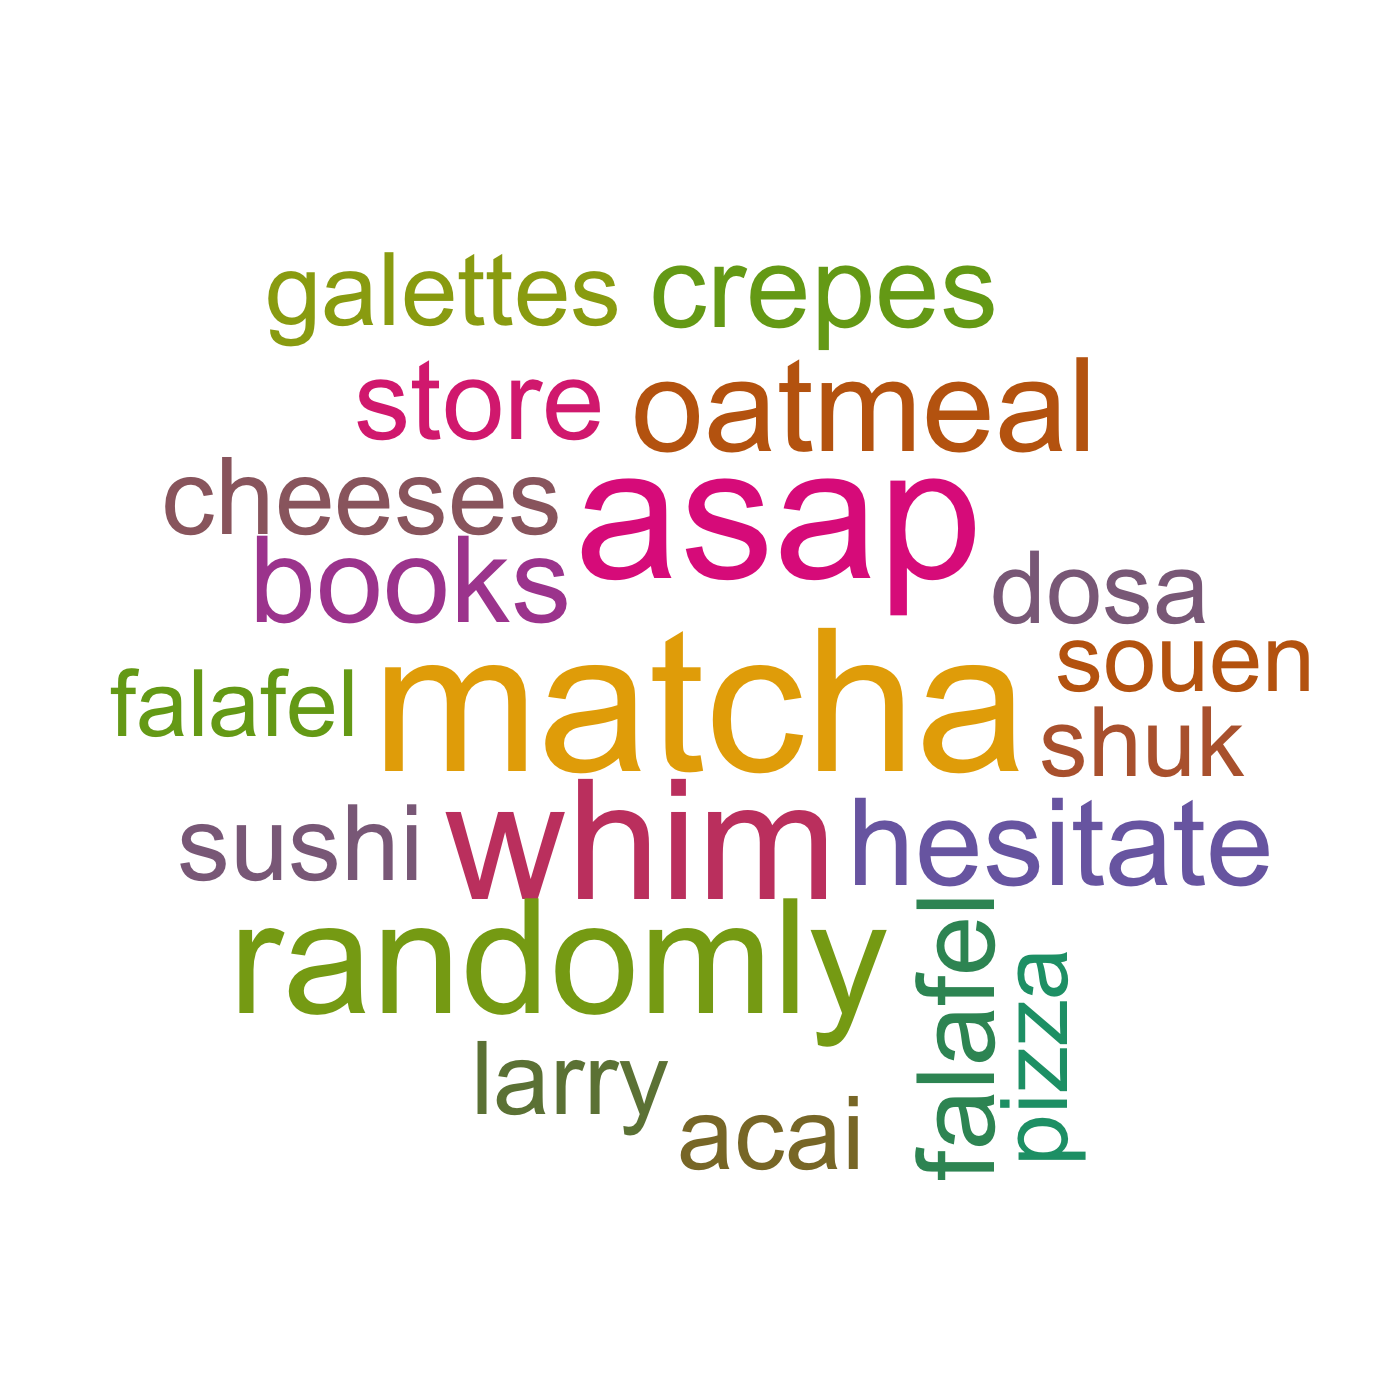 galettes crepes
store oatmeal
cheeses asap
books dosa
souen
falafel matcha
shuk
sushi whim hesitate
randomly
falafel
pizza
larry
acai